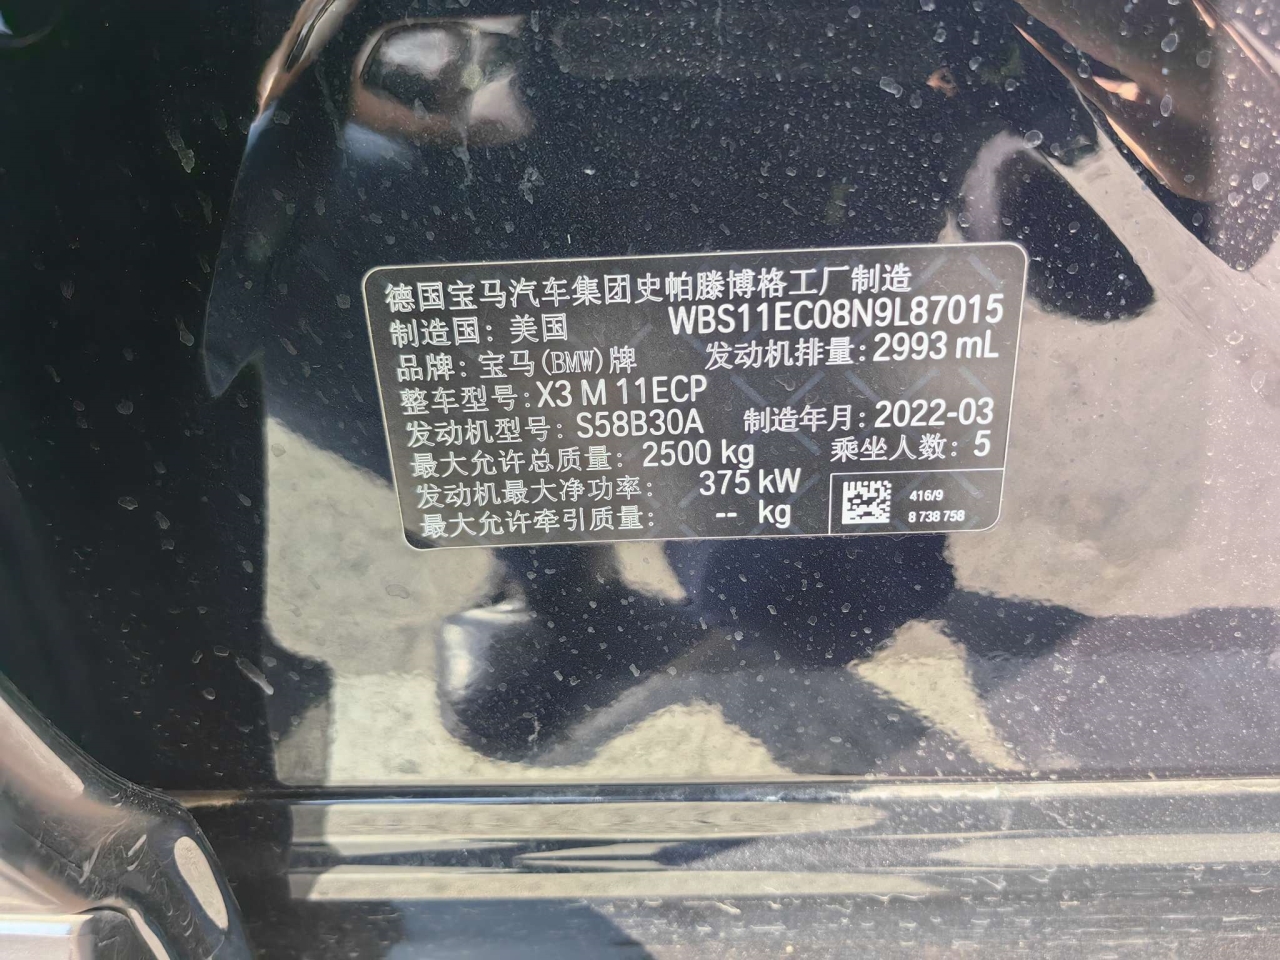 德国宝马汽车集团史帕滕博格工厂制造
制造国: 美国 WBS11EC08N9L87015
品牌: 宝马(BMW)牌 发动机排量: 2993 mL
整车型号: X3 M 11ECP
发动机型号: S58B30A 制造年月: 2022-03
最大允许总质量: 2500 kg 乘坐人数: 5
发动机最大净功率: 375 kW
最大允许牵引质量: -- kg
416/9
8 738 758